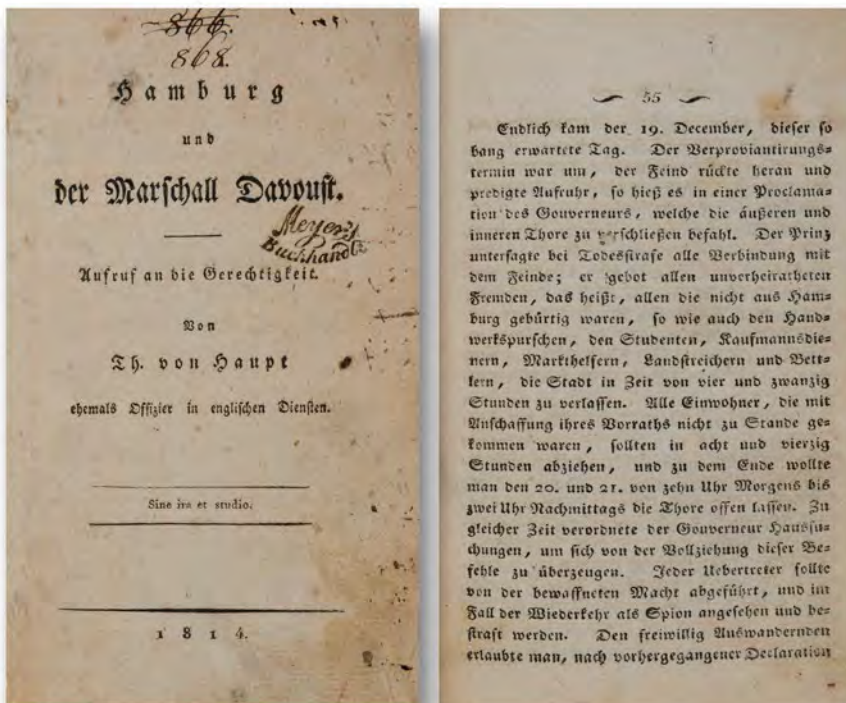 866.
868.
Hamburg
und
der Marschall Davoust.
Meyers
Buchhandl
Aufruf an die Gerechtigkeit.
Von
Th. von Haupt
ehemals Offizier in englischen Diensten.
Sine ira et studio.
1814.
55
Endlich kam der 19. December, dieser so
bang erwartete Tag. Der Verproviantirungs-
termin war um, der Feind rückte heran und
predigte Aufruhr, so hieß es in einer Proclama-
tion des Gouverneurs, welche die äußeren und
inneren Thore zu verschließen befahl. Der Prinz
untersagte bei Todesstrafe alle Verbindung mit
dem Feinde; er gebot allen unverheiratheten
Fremden, das heißt, allen die nicht aus Ham-
burg gebürtig waren, so wie auch den Hand-
werkspurschen, den Studenten, Kaufmannsdie-
nern, Markthelfern, Landstreichern und Bett-
lern, die Stadt in Zeit von vier und zwanzig
Stunden zu verlassen. Alle Einwohner, die mit
Anschaffung ihres Vorraths nicht zu Stande ge-
kommen waren, sollten in acht und vierzig
Stunden abziehen, und zu dem Ende wollte
man den 20. und 21. von zehn Uhr Morgens bis
zwei Uhr Nachmittags die Thore offen lassen. Zu
gleicher Zeit verordnete der Gouverneur Haussu-
chungen, um sich von der Vollziehung dieser Be-
fehle zu überzeugen. Jeder Uebertreter sollte
von der bewaffneten Macht abgeführt, und im
Fall der Wiederkehr als Spion angesehen und be-
straft werden. Den freiwillig Auswandernden
erlaubte man, nach vorhergegangener Declaration